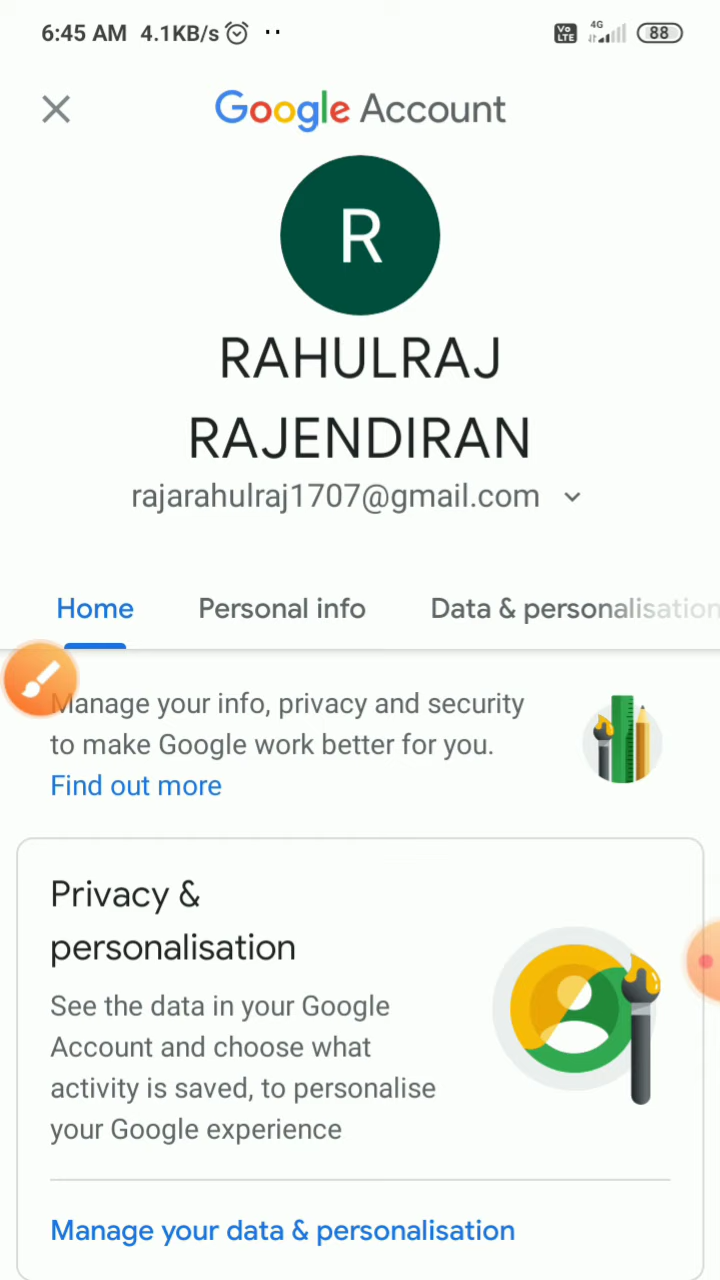 6:45 AM 4.1KB/s
Vo LTE 4G 88
Google Account
R
RAHULRAJ
RAJENDIRAN
rajarahulraj1707@gmail.com
Home Personal info Data & personalisation
Manage your info, privacy and security
to make Google work better for you.
Find out more
Privacy &
personalisation
See the data in your Google
Account and choose what
activity is saved, to personalise
your Google experience
Manage your data & personalisation